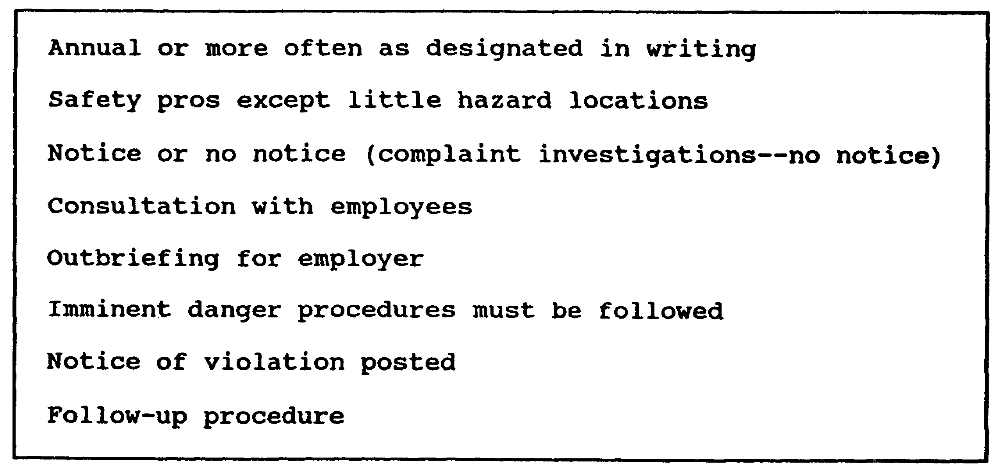 Annual or more often as designated in writing
Safety pros except little hazard locations
Notice or no notice (complaint investigations--no notice)
Consultation with employees
Outbriefing for employer
Imminent danger procedures must be followed
Notice of violation posted
Follow-up procedure